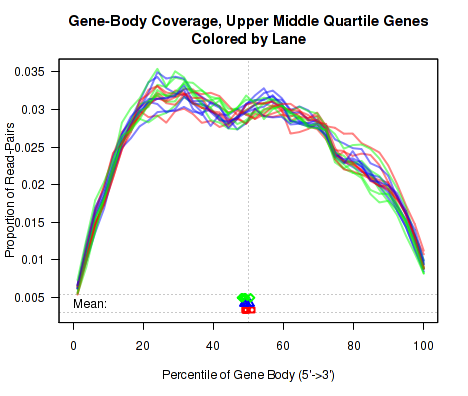 Gene-Body Coverage, Upper Middle Quartile Genes
Colored by Lane
Proportion of Read-Pairs
0.035
0.03
0.025
0.02
0.015
0.01
0.005
Mean:
0 20 40 60 80 100
Percentile of Gene Body (5'->3')